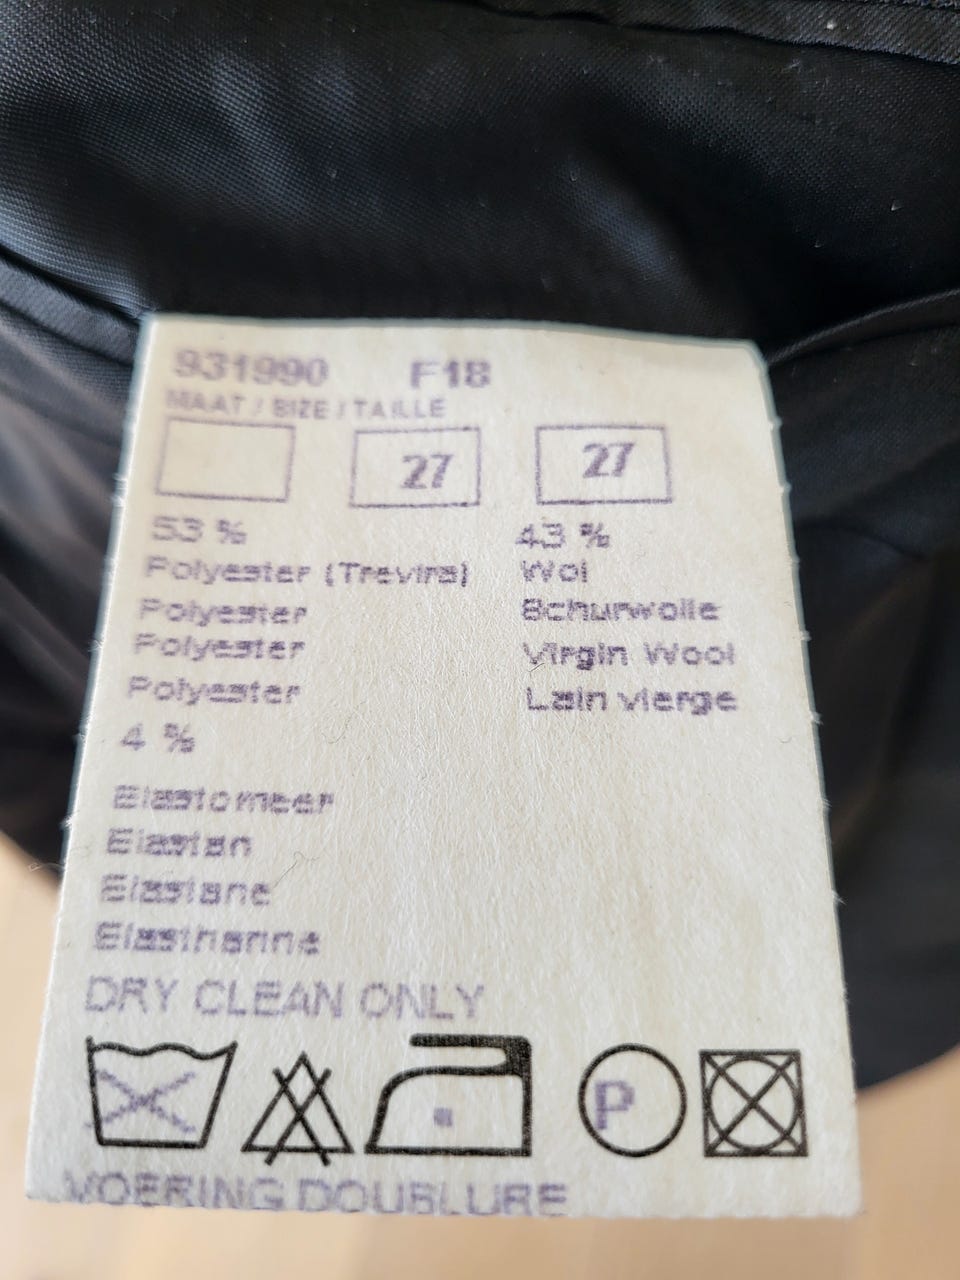 931990 F18
MAAT / SIZE / TAILLE
27 27
53 % 43 %
Polyester (Trevira) Wol
Polyester Schurwolle
Polyester Virgin Wool
Polyester Lain vierge
4 %
Elastomeer
Elastan
Elastane
Elasthanne
DRY CLEAN ONLY
P
VOERING DOUBLURE